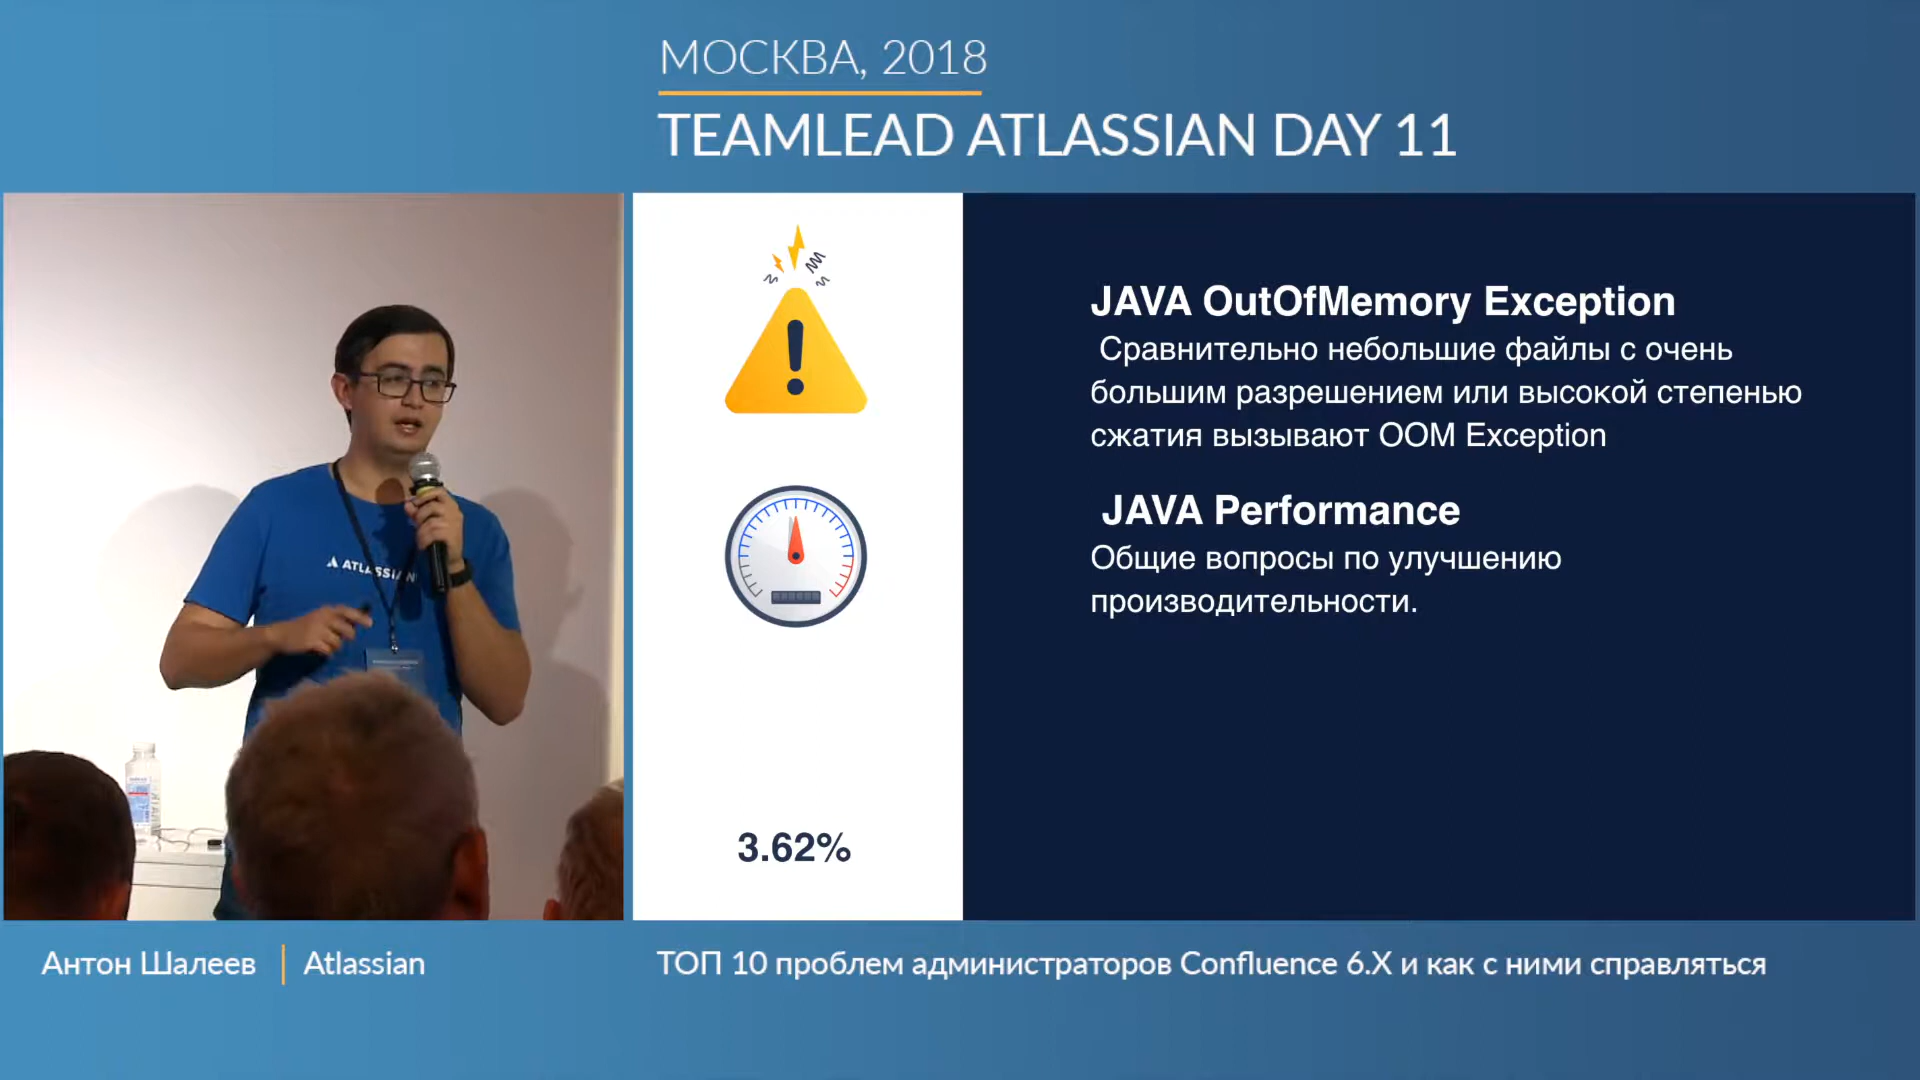 МОСКВА, 2018
TEAMLEAD ATLASSIAN DAY 11
ATLASSIAN
JAVA OutOfMemory Exception
Сравнительно небольшие файлы с очень
большим разрешением или высокой степенью
сжатия вызывают OOM Exception
JAVA Performance
Общие вопросы по улучшению
производительности.
3.62%
Антон Шалеев | Atlassian
ТОП 10 проблем администраторов Confluence 6.X и как с ними справляться